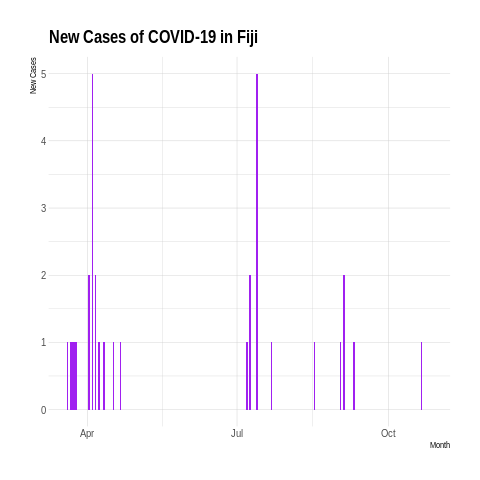 New Cases of COVID-19 in Fiji
New Cases
5
4
3
2
1
0
Apr
Jul
Oct
Month